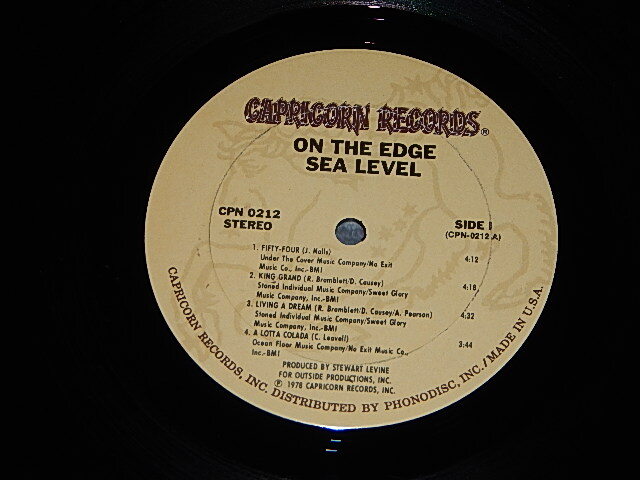 CAPRICORN RECORDS®
ON THE EDGE
SEA LEVEL
CPN 0212
STEREO
SIDE I
(CPN-0212 A)
1. FIFTY-FOUR (J. Nalls) 4:12
Under The Cover Music Company/No Exit
Music Co., Inc.-BMI
2. KING GRAND (R. Bramblett/D. Causey) 4:18
Stoned Individual Music Company/Sweet Glory
Music Company, Inc.-BMI
3. LIVING A DREAM (R. Bramblett/D. Causey/A. Pearson) 4:32
Stoned Individual Music Company/Sweet Glory
Music Company, Inc.-BMI
4. A LOTTA COLADA (C. Leavell) 3:44
Ocean Floor Music Company/No Exit Music Co.,
Inc.-BMI
PRODUCED BY STEWART LEVINE
FOR OUTSIDE PRODUCTIONS, INC.
℗ 1978 CAPRICORN RECORDS, INC.
CAPRICORN RECORDS, INC. DISTRIBUTED BY PHONODISC, INC./MADE IN U.S.A.